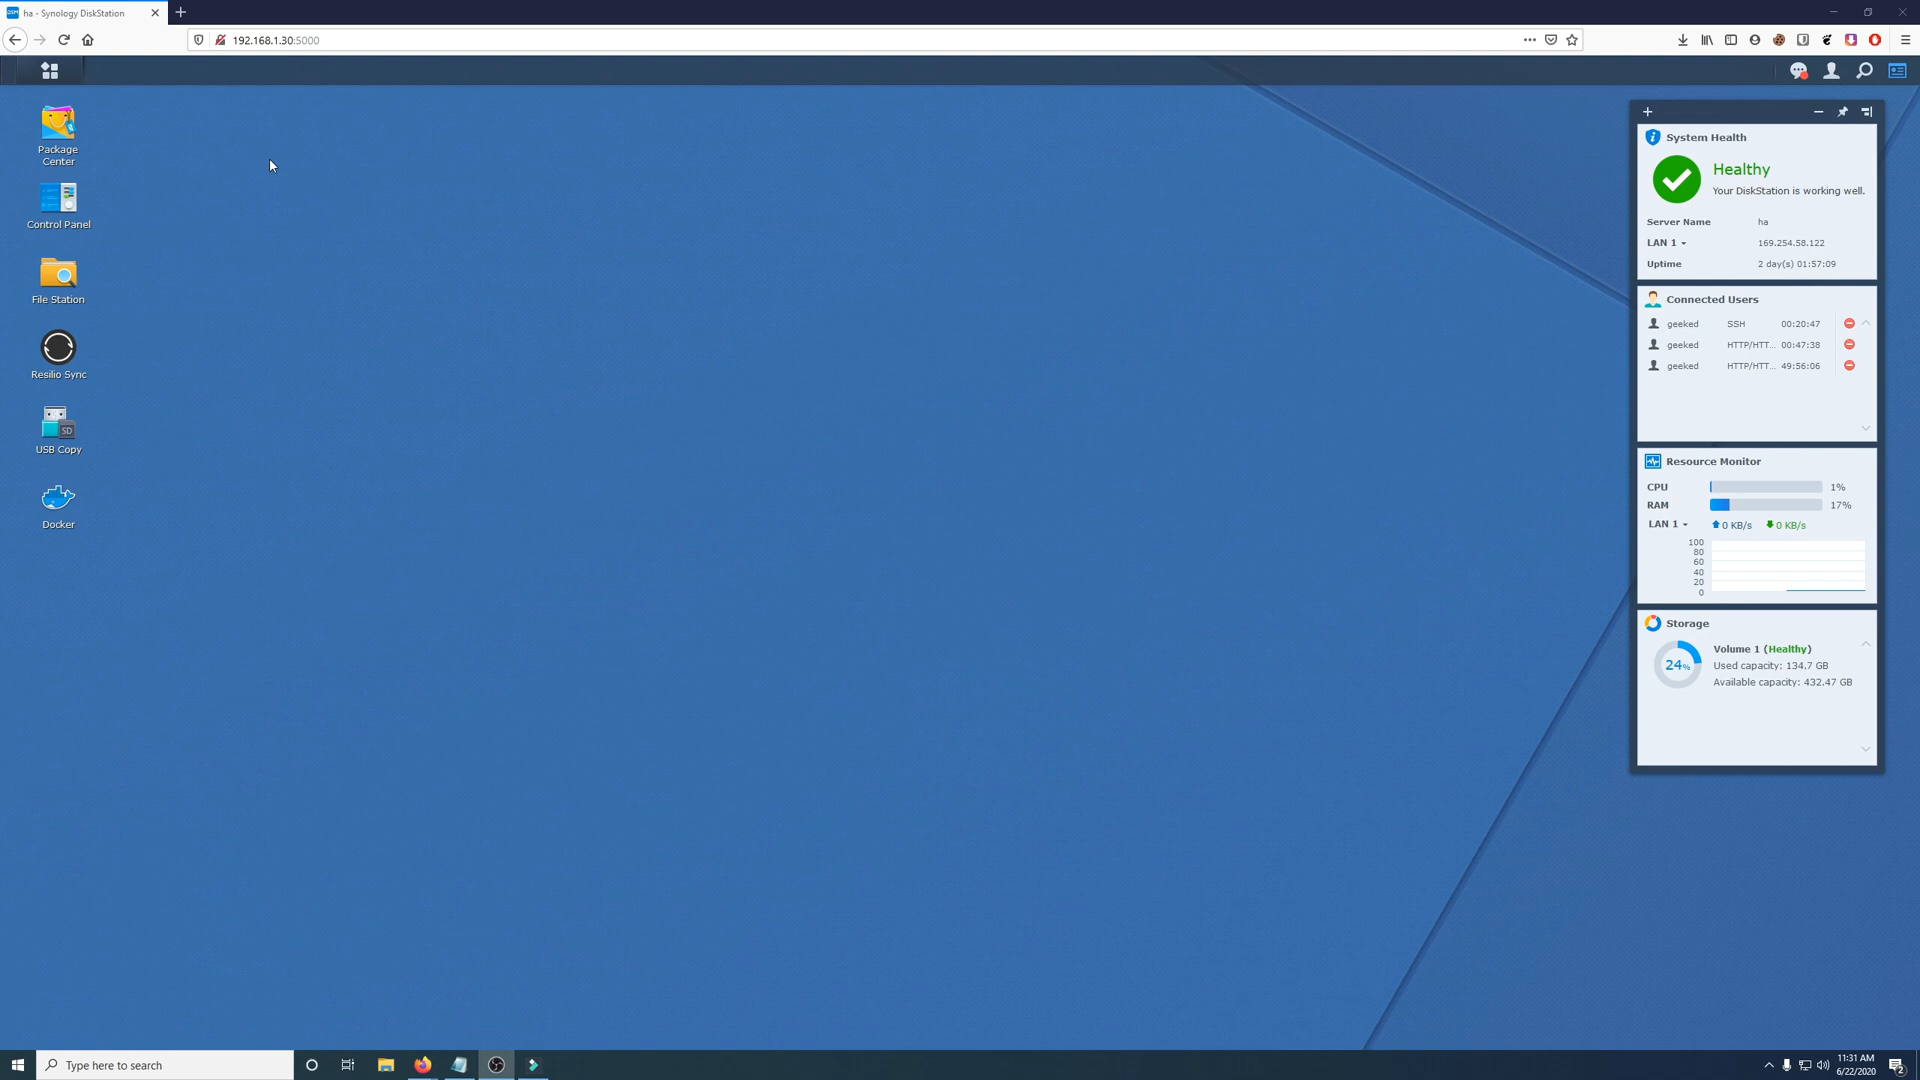 ha - Synology DiskStation
192.168.1.30:5000
Package
Center
Control Panel
File Station
Resilio Sync
USB Copy
SD
Docker
System Health
Healthy
Your DiskStation is working well.
Server Name ha
LAN 1 169.254.58.122
Uptime 2 day(s) 01:57:09
Connected Users
geeked SSH 00:20:47
geeked HTTP/HTT... 00:47:38
geeked HTTP/HTT... 49:56:06
Resource Monitor
CPU 1%
RAM 17%
LAN 1 0 KB/s 0 KB/s
100
80
60
40
20
0
Storage
24%
Volume 1 (Healthy)
Used capacity: 134.7 GB
Available capacity: 432.47 GB
Type here to search
11:31 AM
6/22/2020
2